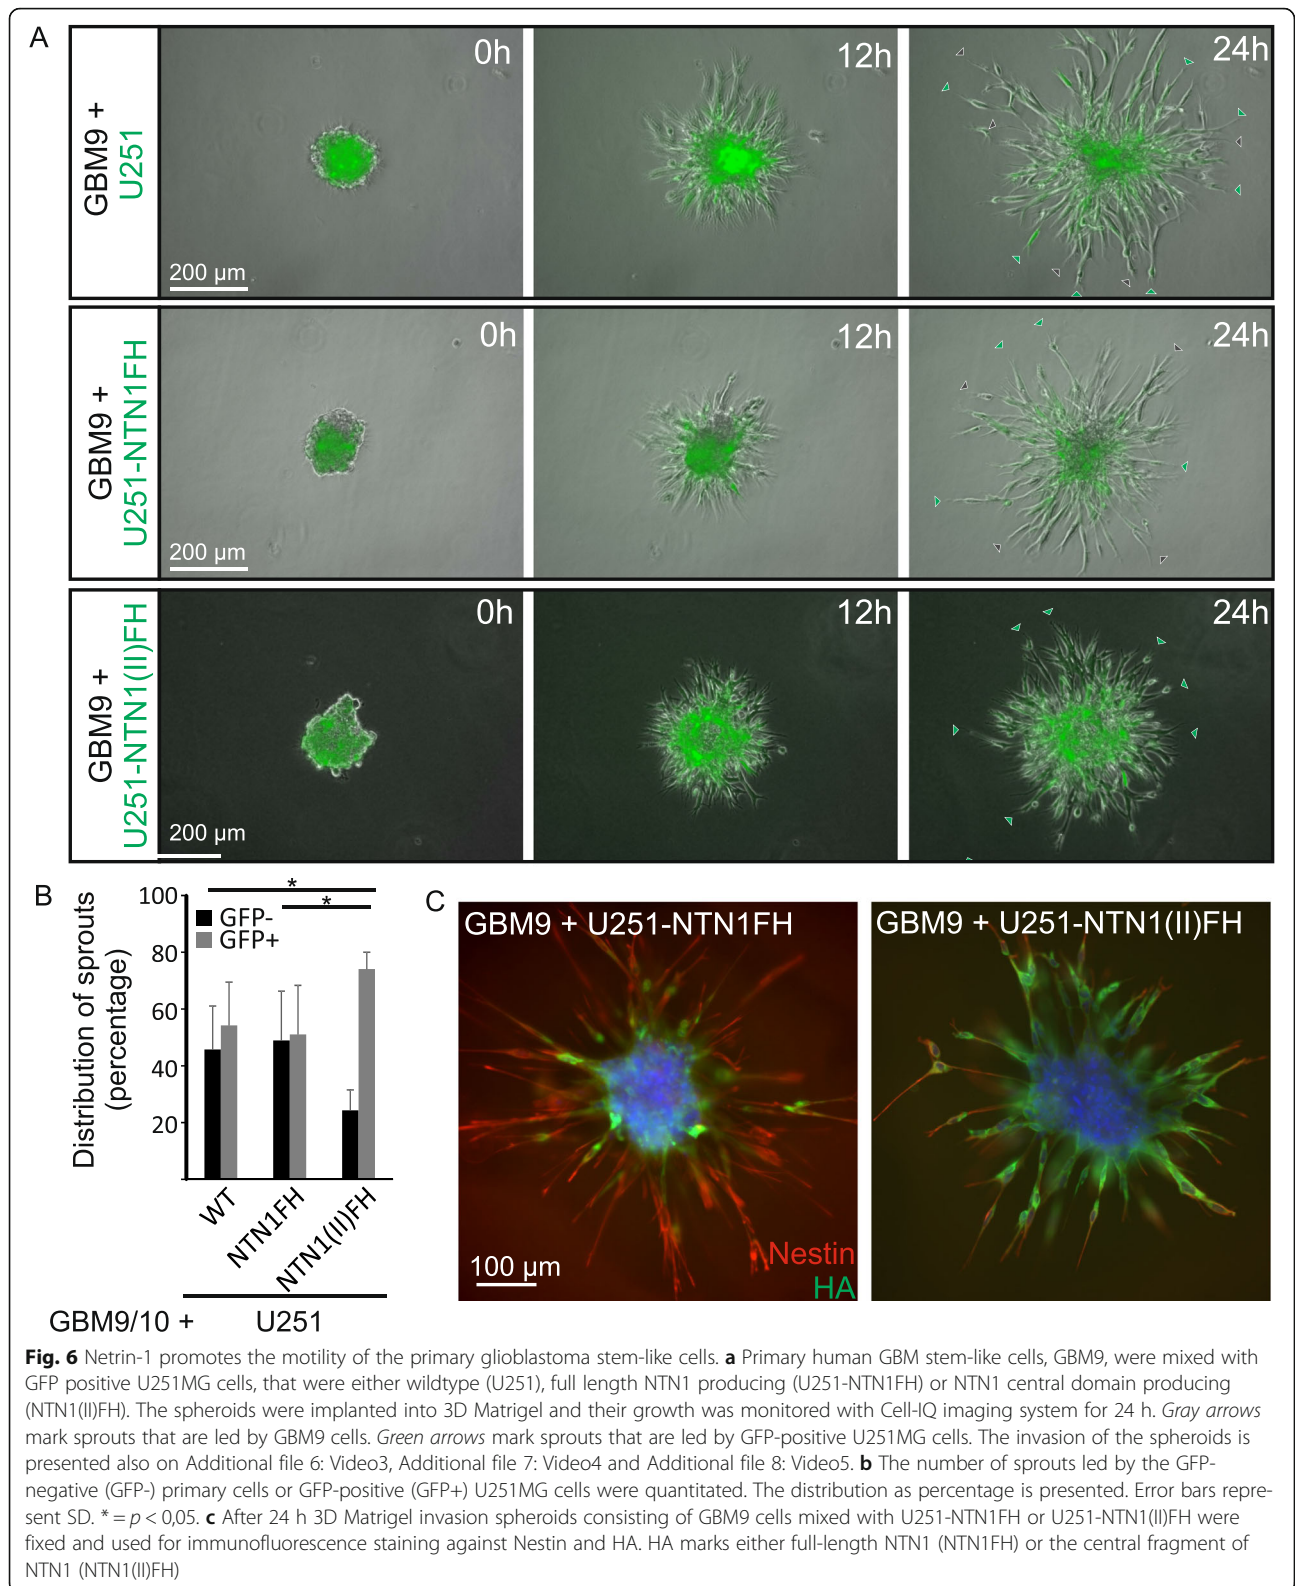 A
GBM9 +
U251
0h
12h
24h
200 µm
GBM9 +
U251-NTN1FH
0h
12h
24h
200 µm
GBM9 +
U251-NTN1(II)FH
0h
12h
24h
200 µm
B
Distribution of sprouts
(percentage)
100
80
60
40
20
GFP-
GFP+
*
*
WT
NTN1FH
NTN1(II)FH
GBM9/10 + U251
C
GBM9 + U251-NTN1FH
Nestin
HA
100 µm
GBM9 + U251-NTN1(II)FH
Fig. 6 Netrin-1 promotes the motility of the primary glioblastoma stem-like cells. a Primary human GBM stem-like cells, GBM9, were mixed with
GFP positive U251MG cells, that were either wildtype (U251), full length NTN1 producing (U251-NTN1FH) or NTN1 central domain producing
(NTN1(II)FH). The spheroids were implanted into 3D Matrigel and their growth was monitored with Cell-IQ imaging system for 24 h. Gray arrows
mark sprouts that are led by GBM9 cells. Green arrows mark sprouts that are led by GFP-positive U251MG cells. The invasion of the spheroids is
presented also on Additional file 6: Video3, Additional file 7: Video4 and Additional file 8: Video5. b The number of sprouts led by the GFP-
negative (GFP-) primary cells or GFP-positive (GFP+) U251MG cells were quantitated. The distribution as percentage is presented. Error bars repre-
sent SD. * = p < 0,05. c After 24 h 3D Matrigel invasion spheroids consisting of GBM9 cells mixed with U251-NTN1FH or U251-NTN1(II)FH were
fixed and used for immunofluorescence staining against Nestin and HA. HA marks either full-length NTN1 (NTN1FH) or the central fragment of
NTN1 (NTN1(II)FH)